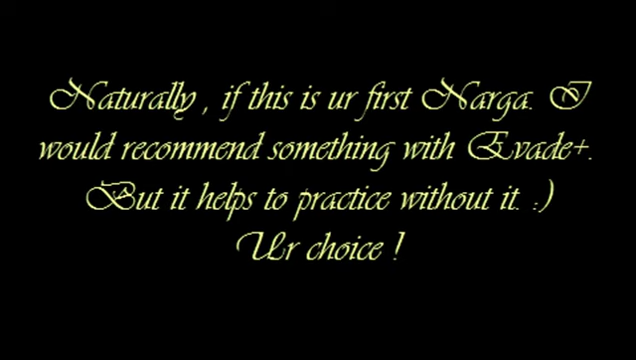 Naturally , if this is ur first Narga. I
would recommend something with Evade+.
But it helps to practice without it. :)
Ur choice !